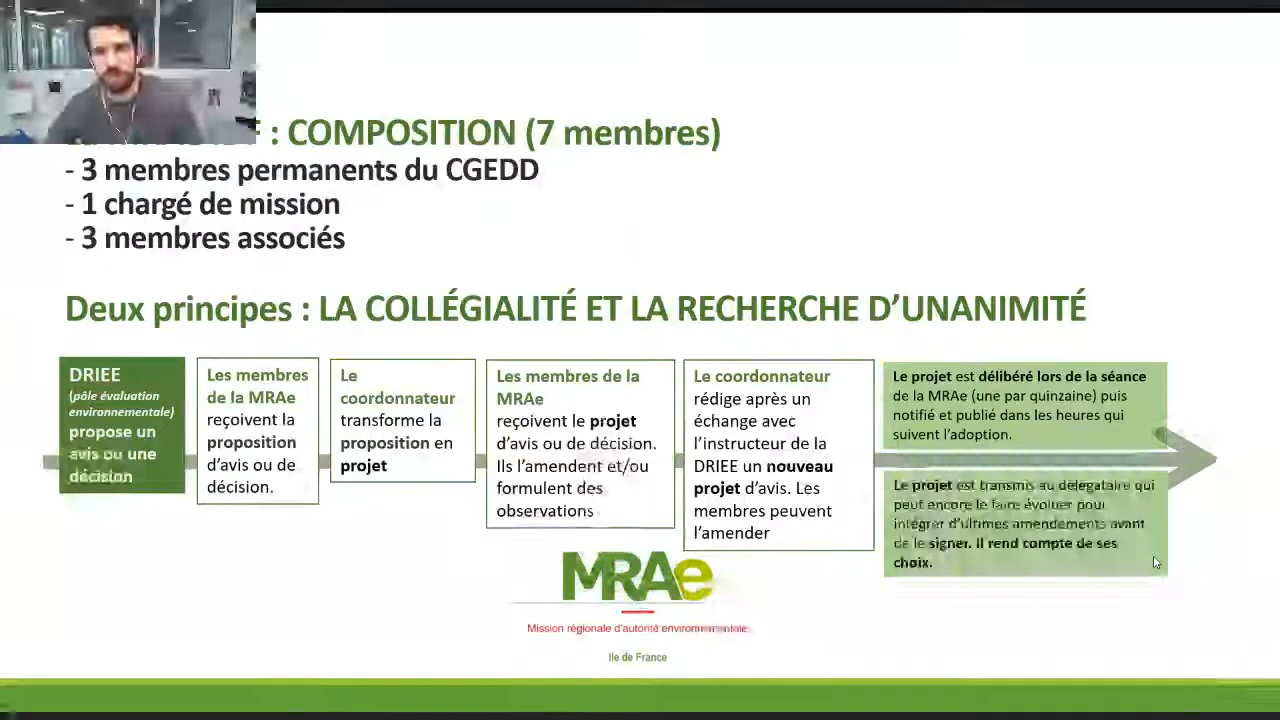 F : COMPOSITION (7 membres)
- 3 membres permanents du CGEDD
- 1 chargé de mission
- 3 membres associés
Deux principes : LA COLLÉGIALITÉ ET LA RECHERCHE D’UNANIMITÉ
DRIEE
(pôle évaluation
environnementale)
propose un
avis ou une
décision
Les membres
de la MRAe
reçoivent la
proposition
d’avis ou de
décision.
Le
coordonnateur
transforme la
proposition en
projet
Les membres de la
MRAe
reçoivent le projet
d’avis ou de décision.
Ils l’amendent et/ou
formulent des
observations
Le coordonnateur
rédige après un
échange avec
l’instructeur de la
DRIEE un nouveau
projet d’avis. Les
membres peuvent
l’amender
Le projet est délibéré lors de la séance
de la MRAe (une par quinzaine) puis
notifié et publié dans les heures qui
suivent l’adoption.
Le projet est transmis au délégataire qui
peut encore le faire évoluer pour
intégrer d’ultimes amendements avant
de le signer. Il rend compte de ses
choix.
MRAe
Mission régionale d’autorité environnementale
Ile de France